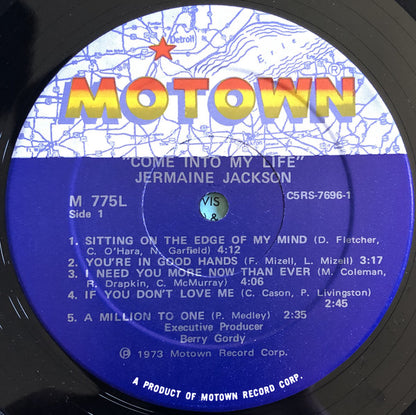 Detroit
Erie
MOTOWN
"COME INTO MY LIFE"
JERMAINE JACKSON
M 775L
C5RS-7696-1
Side 1
VIS
&
1. SITTING ON THE EDGE OF MY MIND (D. Fletcher,
C. O'Hara, N. Garfield) 4:12
2. YOU'RE IN GOOD HANDS (F. Mizell, L. Mizell) 3:17
3. I NEED YOU MORE NOW THAN EVER (M. Coleman,
R. Drapkin, C. McMurray) 4:06
4. IF YOU DON'T LOVE ME (C. Cason, P. Livingston)
2:45
5. A MILLION TO ONE (P. Medley) 2:35
Executive Producer
Berry Gordy
℗ 1973 Motown Record Corp.
A PRODUCT OF MOTOWN RECORD CORP.